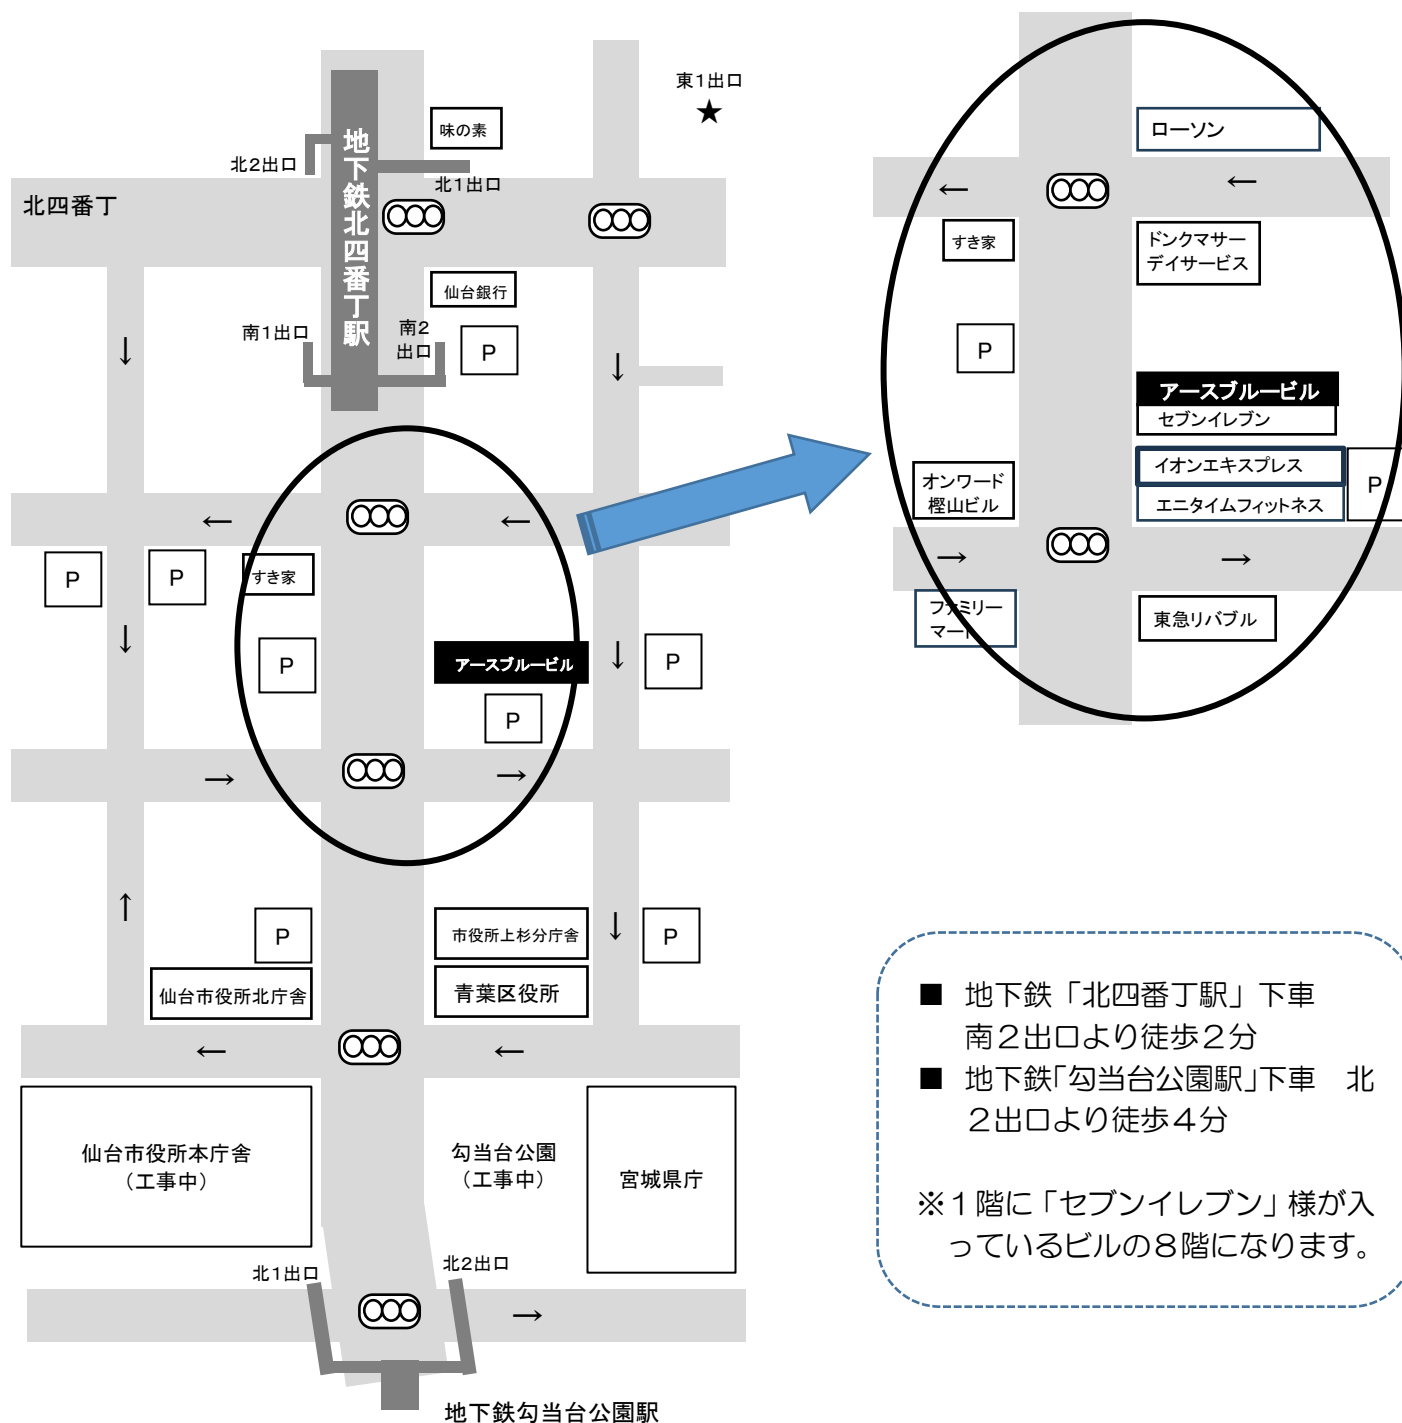 東1出口
★
味の素
北2出口
北1出口
地下鉄北四番丁駅
北四番丁
仙台銀行
南1出口
南2
出口
P
↓
↓
←
←
P
P
すき家
↓
P
アースブルービル
↓
P
P
→
→
↑
P
市役所上杉分庁舎
↓
P
仙台市役所北庁舎
青葉区役所
←
←
仙台市役所本庁舎
（工事中）
勾当台公園
（工事中）
宮城県庁
北1出口
北2出口
→
地下鉄勾当台公園駅
ローソン
←
←
すき家
ドンクマサー
デイサービス
P
アースブルービル
セブンイレブン
オンワード
樫山ビル
イオンエキスプレス
エニタイムフィットネス
P
→
→
ファミリー
マート
東急リバブル
■ 地下鉄「北四番丁駅」下車
南２出口より徒歩２分
■ 地下鉄「勾当台公園駅」下車　北
２出口より徒歩４分
※１階に「セブンイレブン」様が入
っているビルの８階になります。